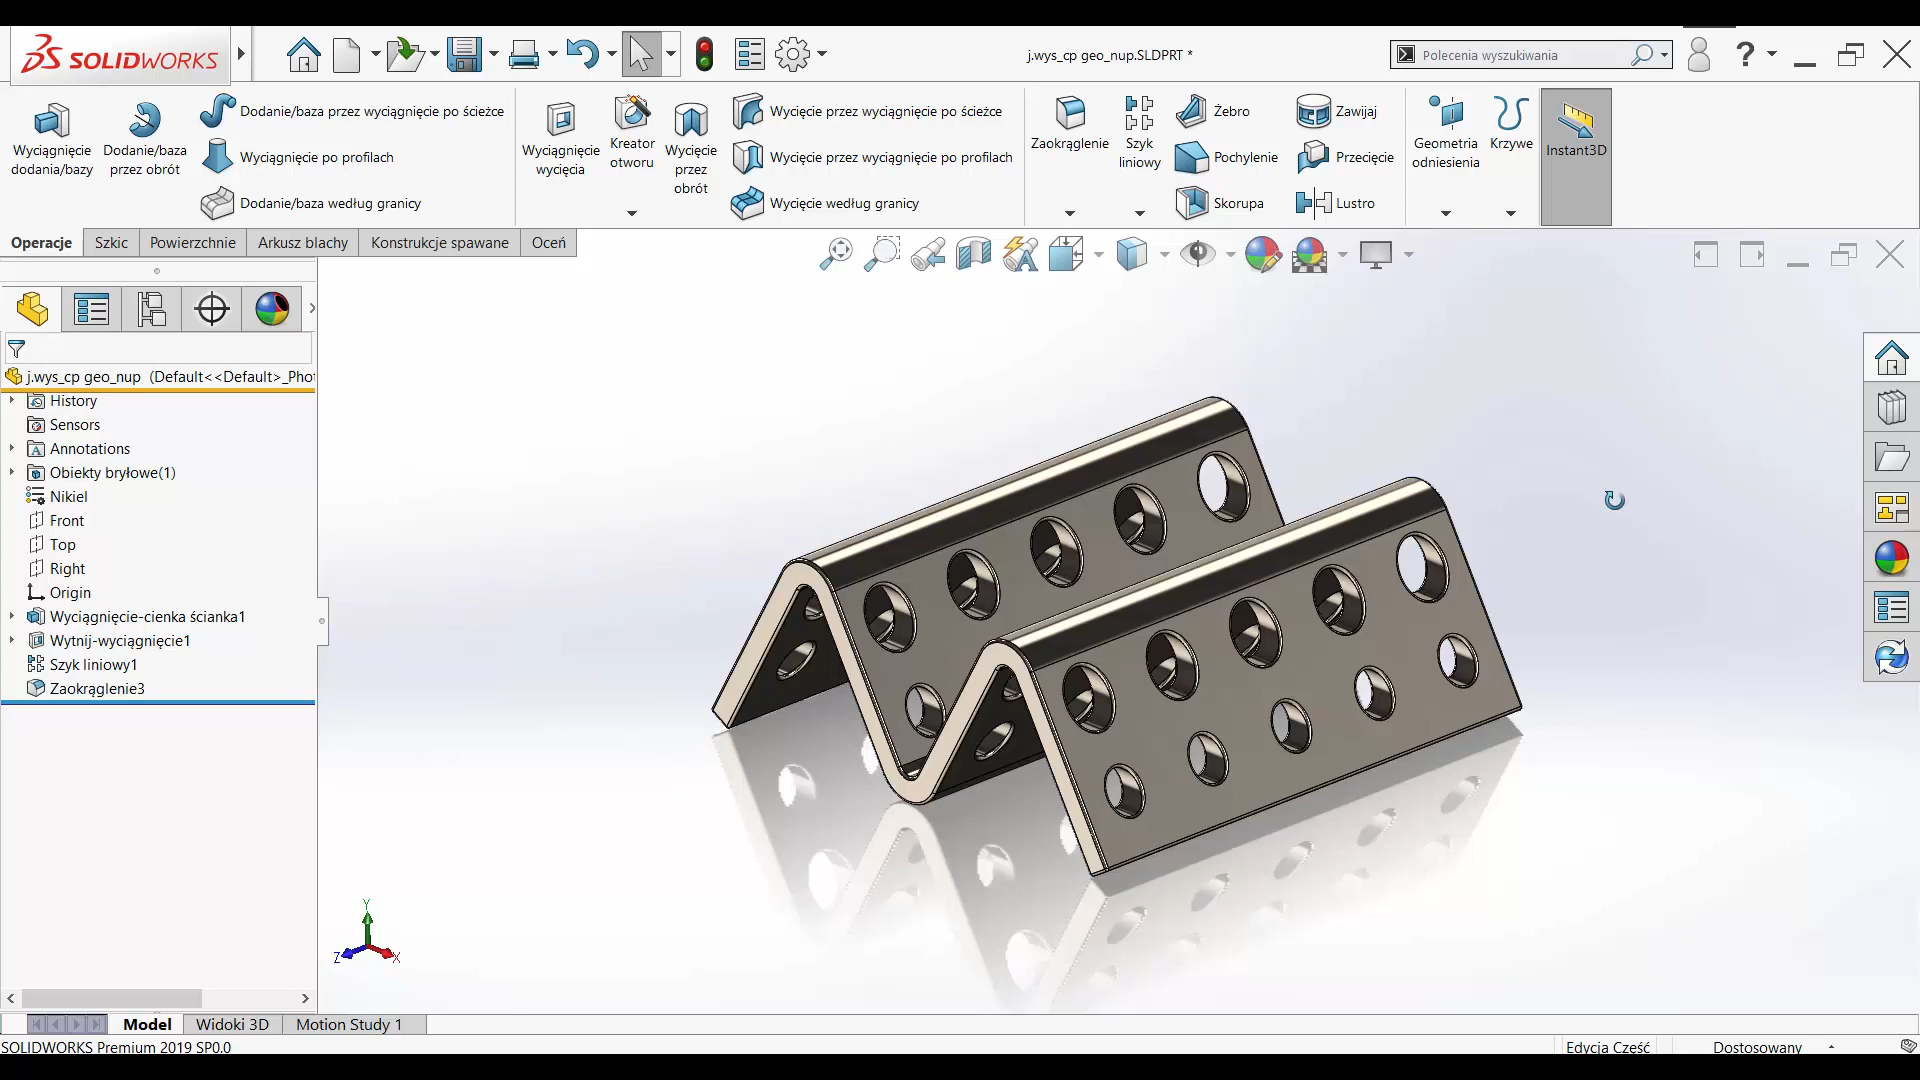 SOLIDWORKS
j.wys_cp geo_nup.SLDPRT *
Polecenia wyszukiwania
?
Wyciągnięcie
dodania/bazy
Dodanie/baza
przez obrót
Dodanie/baza przez wyciągnięcie po ścieżce
Wyciągnięcie po profilach
Dodanie/baza według granicy
Wyciągnięcie
wycięcia
Kreator
otworu
Wycięcie
przez
obrót
Wycięcie przez wyciągnięcie po ścieżce
Wycięcie przez wyciągnięcie po profilach
Wycięcie według granicy
Zaokrąglenie
Szyk
liniowy
Żebro
Pochylenie
Skorupa
Zawijaj
Przecięcie
Lustro
Geometria
odniesienia
Krzywe
Instant3D
Operacje
Szkic
Powierzchnie
Arkusz blachy
Konstrukcje spawane
Oceń
j.wys_cp geo_nup (Default<<Default>_Phot
History
Sensors
Annotations
Obiekty bryłowe(1)
Nikiel
Front
Top
Right
Origin
Wyciągnięcie-cienka ścianka1
Wytnij-wyciągnięcie1
Szyk liniowy1
Zaokrąglenie3
Y
Z
X
Model
Widoki 3D
Motion Study 1
SOLIDWORKS Premium 2019 SP0.0
Edycja Część
Dostosowany